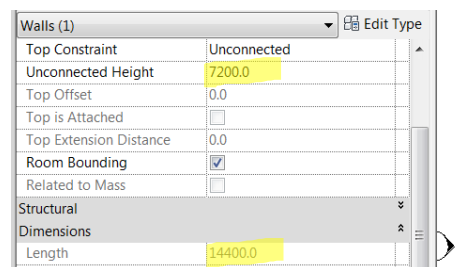 Walls (1) Edit Type
Top Constraint Unconnected
Unconnected Height 7200.0
Top Offset 0.0
Top is Attached
Top Extension Distance 0.0
Room Bounding
Related to Mass
Structural
Dimensions
Length 14400.0